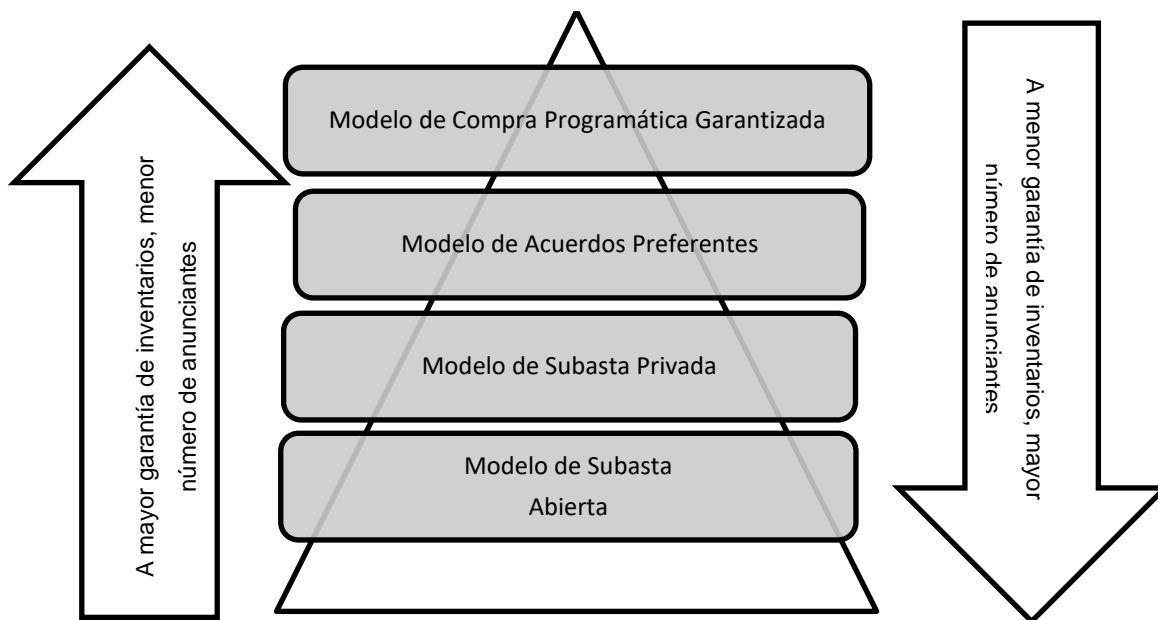 A mayor garantía de inventarios, menor
número de anunciantes
Modelo de Compra Programática Garantizada
Modelo de Acuerdos Preferentes
Modelo de Subasta Privada
Modelo de Subasta
Abierta
A menor garantía de inventarios, mayor
número de anunciantes